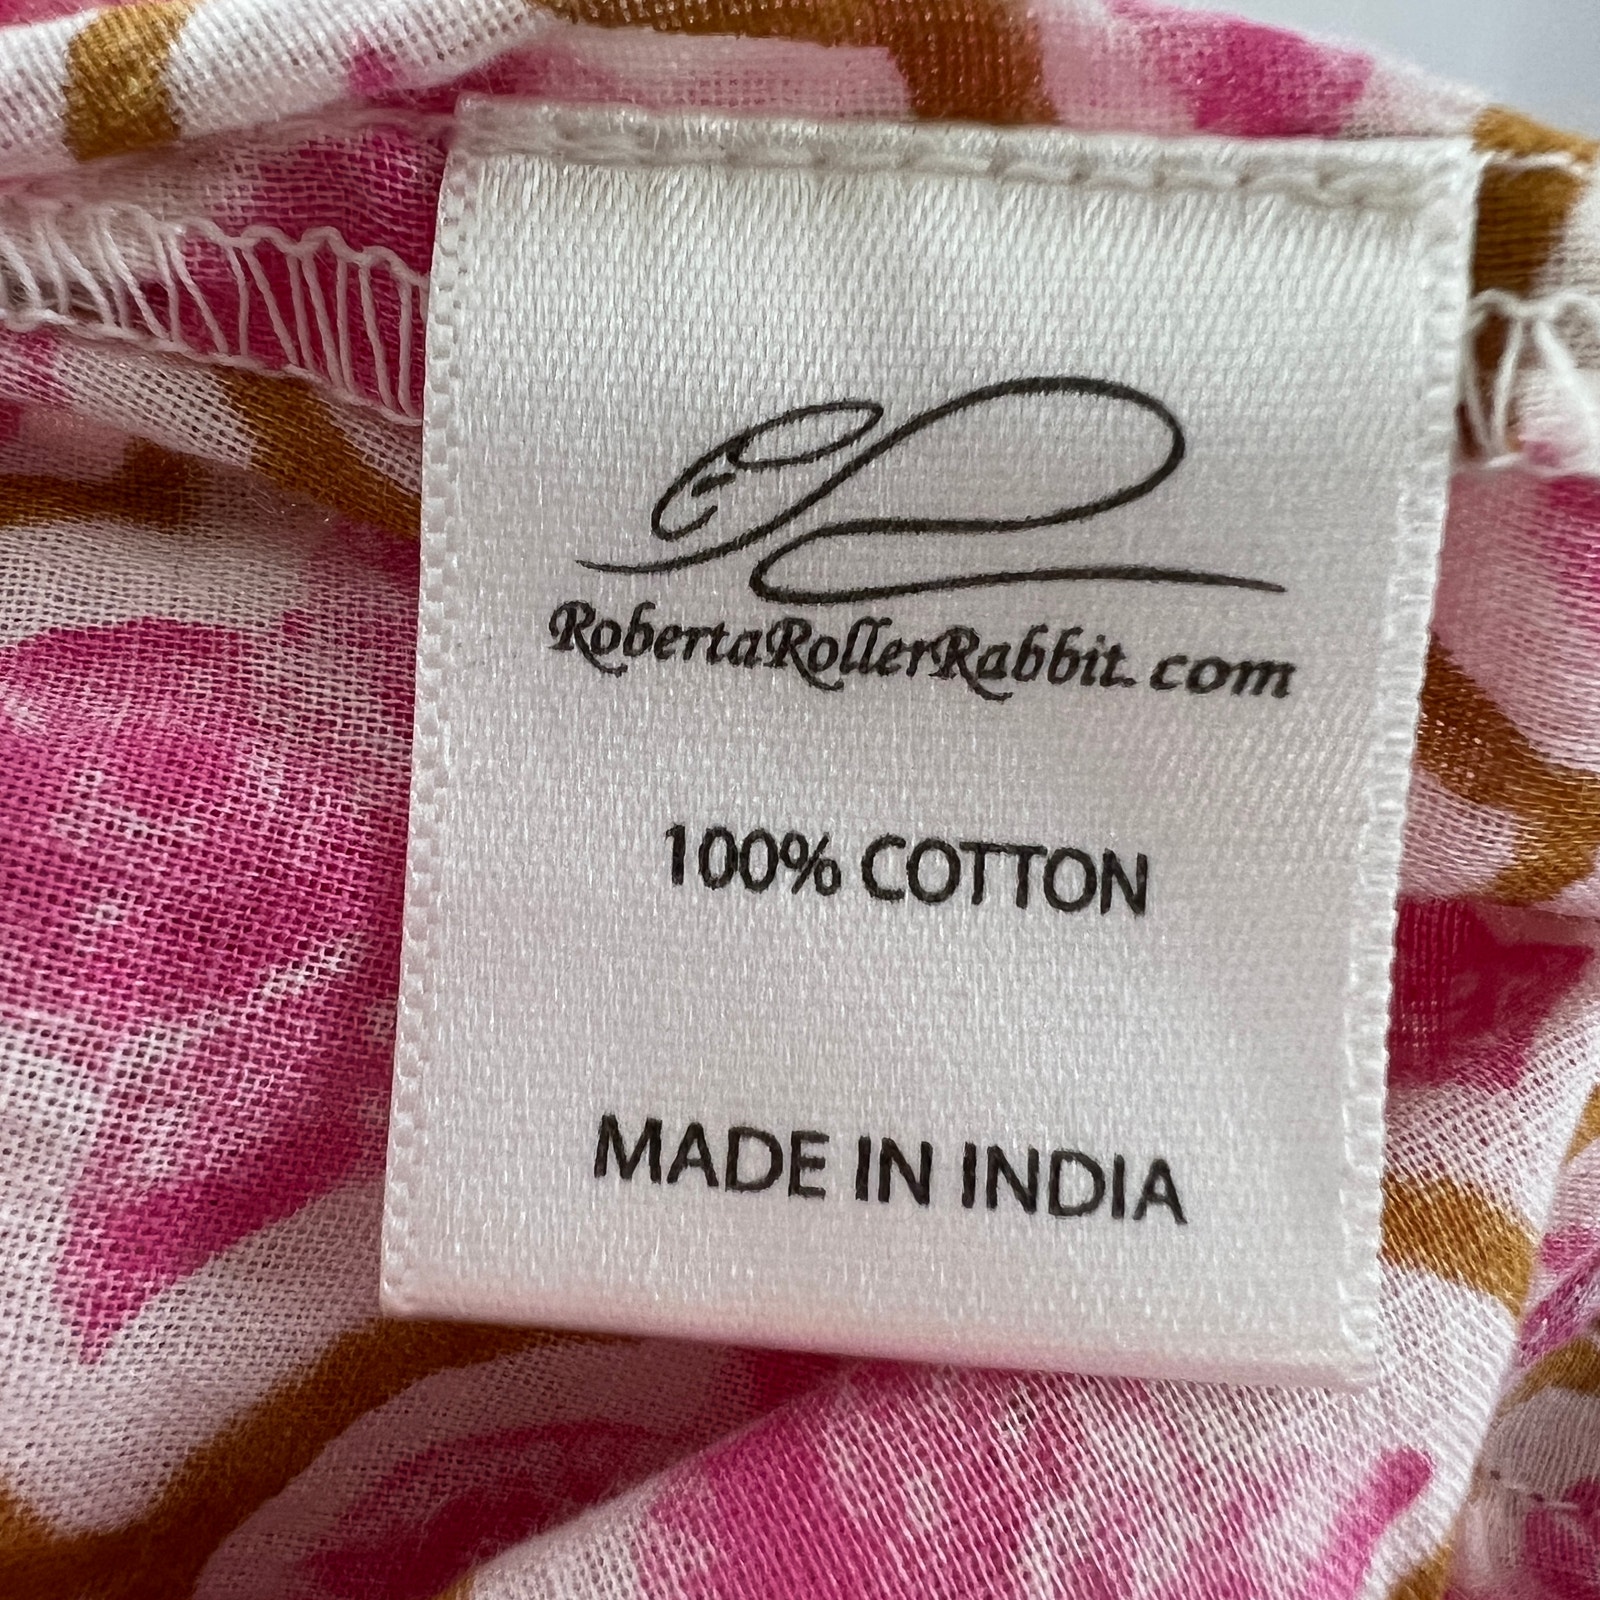 RobertaRollerRabbit.com
100% COTTON
MADE IN INDIA